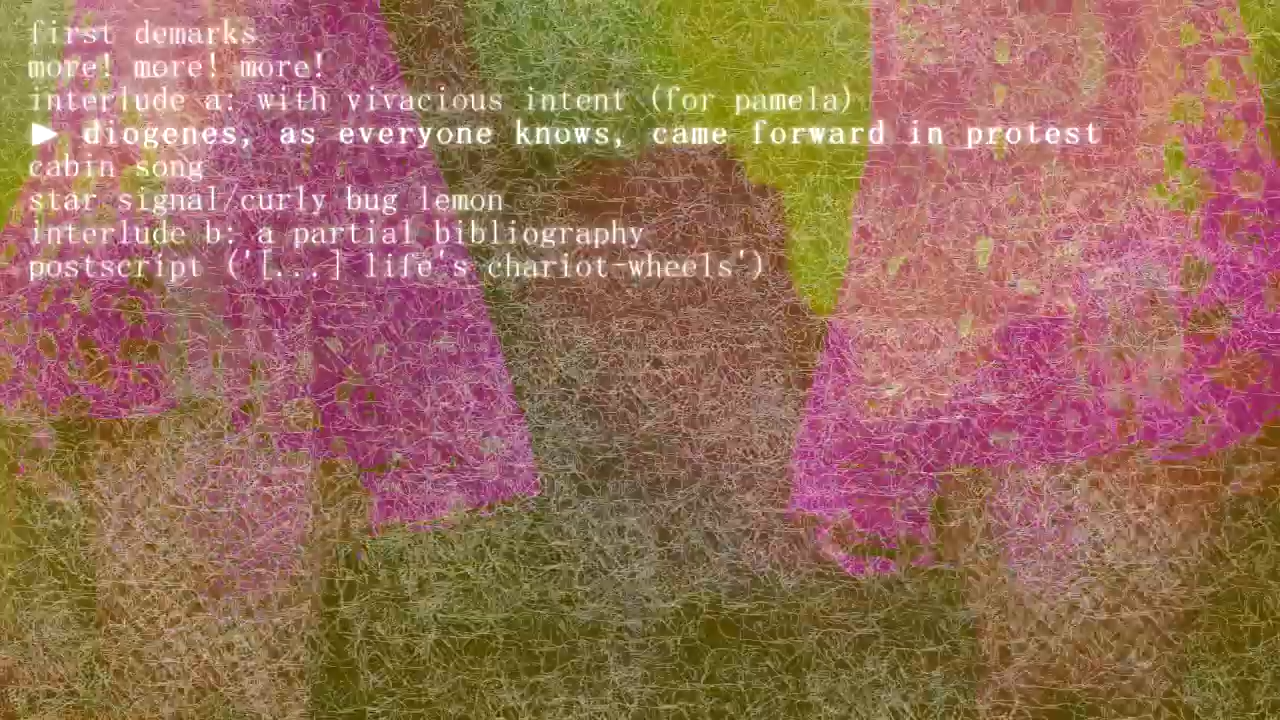 first demarks
more! more! more!
interlude a: with vivacious intent (for pamela)
▶ diogenes, as everyone knows, came forward in protest
cabin song
star signal/curly bug lemon
interlude b: a partial bibliography
postscript ('[...] life's chariot-wheels')